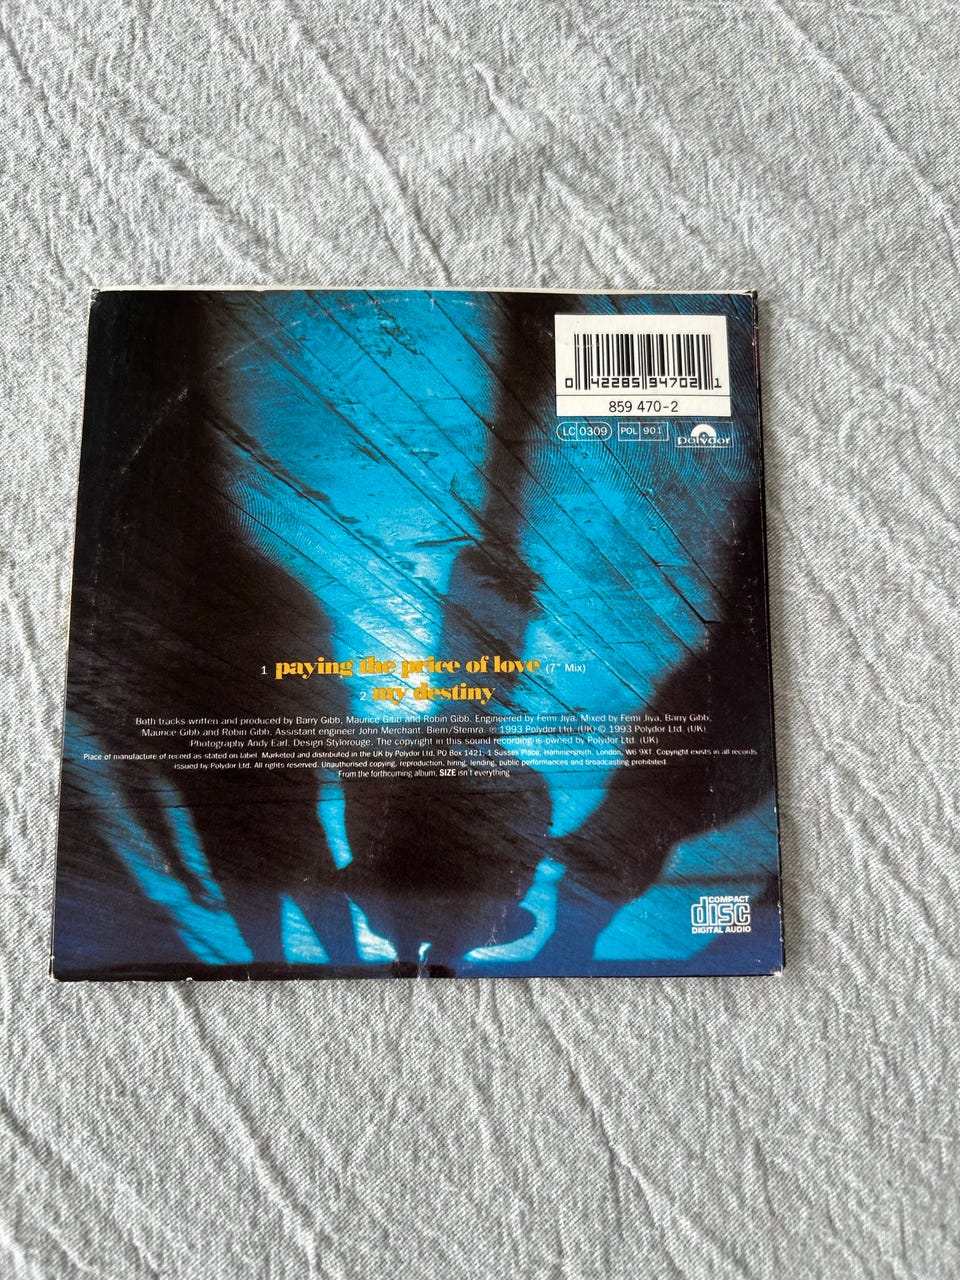 0 42285 94702 1
859 470-2
LC 0309 POL 901 polydor
1 paying the price of love (7" Mix)
2 my destiny
Both tracks written and produced by Barry Gibb, Maurice Gibb and Robin Gibb. Engineered by Femi Jiya. Mixed by Femi Jiya, Barry Gibb,
Maurice Gibb and Robin Gibb. Assistant engineer John Merchant. Biem/Stemra. ℗ 1993 Polydor Ltd. (UK) © 1993 Polydor Ltd. (UK)
Photography Andy Earl. Design Stylorouge. The copyright in this sound recording is owned by Polydor Ltd. (UK)
Place of manufacture of record as stated on label. Marketed and distributed in the UK by Polydor Ltd, PO Box 1421, 1 Sussex Place, Hammersmith, London, W6 9XT. Copyright exists in all records
issued by Polydor Ltd. All rights reserved. Unauthorised copying, reproduction, hiring, lending, public performances and broadcasting prohibited.
From the forthcoming album, SIZE isn't everything
COMPACT
disc
DIGITAL AUDIO